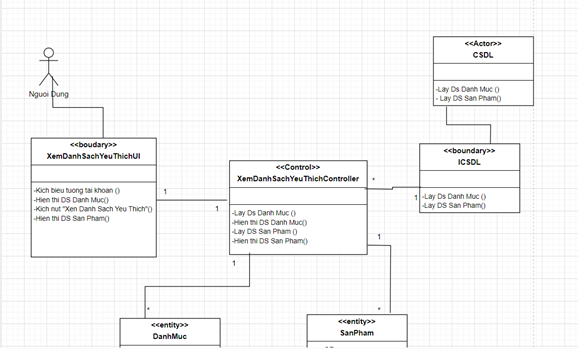 <<Actor>>
CSDL
-Lay Ds Danh Muc ()
- Lay DS San Pham()
Nguoi Dung
<<boudary>>
XemDanhSachYeuThichUI
-Kich bieu tuong tai khoan ()
-Hien thi DS Danh Muc()
-Kich nut "Xen Danh Sach Yeu Thich"()
-Hien thi DS San Pham()
1
1
<<Control>>
XemDanhSachYeuThichController
-Lay Ds Danh Muc ()
-Hien thi DS Danh Muc()
-Lay DS San Pham ()
-Hien thi DS San Pham()
*
1
<<boundary>>
ICSDL
-Lay Ds Danh Muc()
-Lay DS San Pham()
1
1
*
*
<<entity>>
DanhMuc
<<entity>>
SanPham